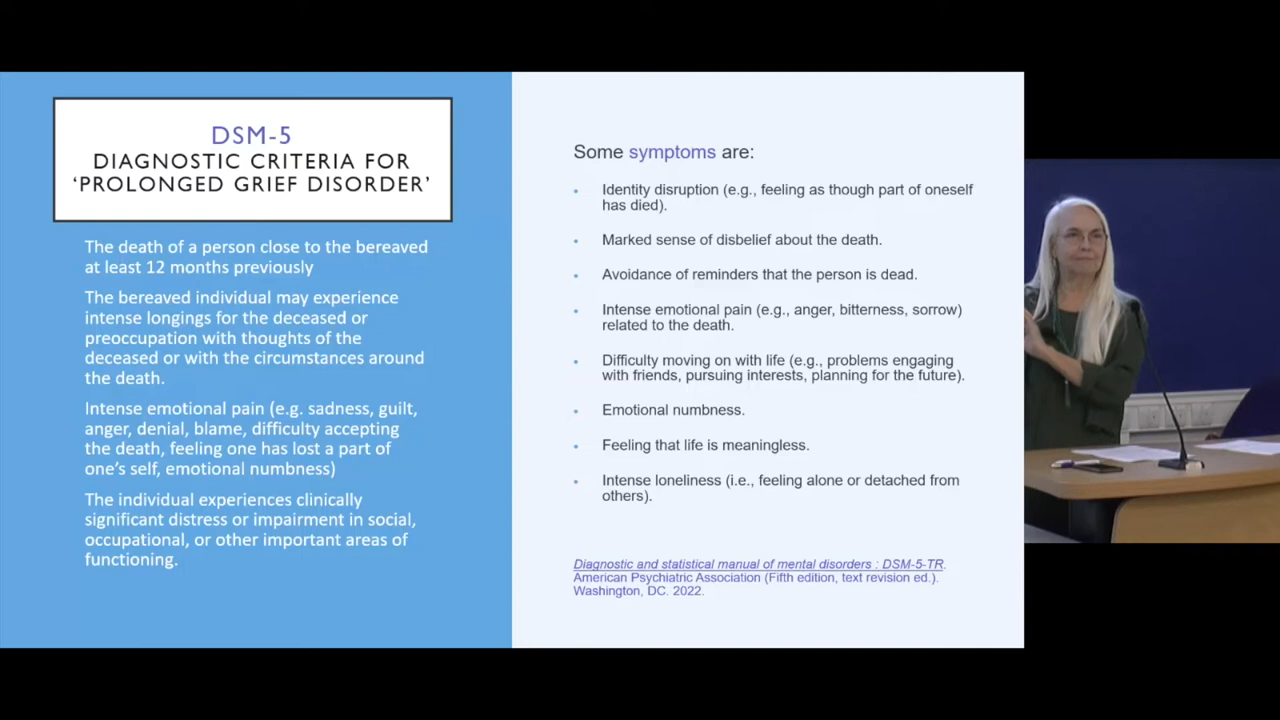 DSM-5
DIAGNOSTIC CRITERIA FOR
‘PROLONGED GRIEF DISORDER’
The death of a person close to the bereaved
at least 12 months previously
The bereaved individual may experience
intense longings for the deceased or
preoccupation with thoughts of the
deceased or with the circumstances around
the death.
Intense emotional pain (e.g. sadness, guilt,
anger, denial, blame, difficulty accepting
the death, feeling one has lost a part of
one’s self, emotional numbness)
The individual experiences clinically
significant distress or impairment in social,
occupational, or other important areas of
functioning.
Some symptoms are:
• Identity disruption (e.g., feeling as though part of oneself
has died).
• Marked sense of disbelief about the death.
• Avoidance of reminders that the person is dead.
• Intense emotional pain (e.g., anger, bitterness, sorrow)
related to the death.
• Difficulty moving on with life (e.g., problems engaging
with friends, pursuing interests, planning for the future).
• Emotional numbness.
• Feeling that life is meaningless.
• Intense loneliness (i.e., feeling alone or detached from
others).
Diagnostic and statistical manual of mental disorders : DSM-5-TR.
American Psychiatric Association (Fifth edition, text revision ed.).
Washington, DC. 2022.